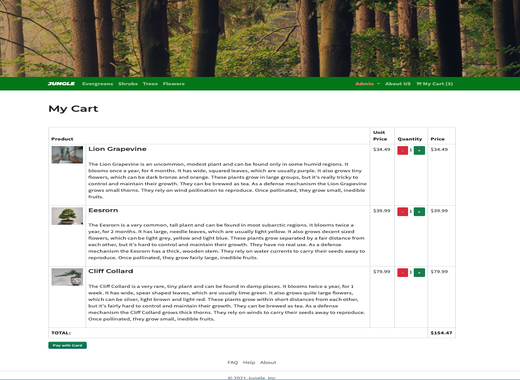 JUNGLE Evergreens Shrubs Trees Flowers Admin About US My Cart (3)
My Cart
Product Unit Price Quantity Price
Lion Grapevine $34.49 - 1 + $34.49
The Lion Grapevine is an uncommon, modest plant and can be found only in some humid regions. It
blooms once a year, for 4 months. It has wide, squared leaves, which are usually purple. It also grows tiny
flowers, which can be dark bronze and orange. These plants grow in large groups, but it's really tricky to
control and maintain their growth. They can be brewed as tea. As a defense mechanism the Lion Grapevine
grows small thorns. They rely on wind pollination to reproduce. Once pollinated, they grow small, inedible
fruits.
Eesrorn $39.99 - 1 + $39.99
The Eesrorn is a very common, tall plant and can be found in most subarctic regions. It blooms twice a
year, for 2 months. It has large, needle leaves, which are usually light yellow. It also grows decent sized
flowers, which can be light grey, yellow and light blue. These plants grow separated by a fair distance from
each other, but it's hard to control and maintain their growth. They have no real use. As a defense
mechanism the Eesrorn has a thick, wooden stem. They rely on water currents to carry their seeds away to
reproduce. Once pollinated, they grow fairly large, inedible fruits.
Cliff Collard $79.99 - 1 + $79.99
The Cliff Collard is a very rare, tiny plant and can be found in damp places. It blooms twice a year, for 1
week. It has wide, spear shaped leaves, which are usually lime green. It also grows quite large flowers,
which can be silver, light brown and light red. These plants grow within short distances from each other,
but it's fairly hard to control and maintain their growth. They can be brewed as tea. As a defense
mechanism the Cliff Collard grows thick thorns. They rely on winds to carry their seeds away to reproduce.
Once pollinated, they grow small, inedible fruits.
TOTAL: $154.47
Pay with Card
FAQ Help About
© 2021 Jungle, Inc